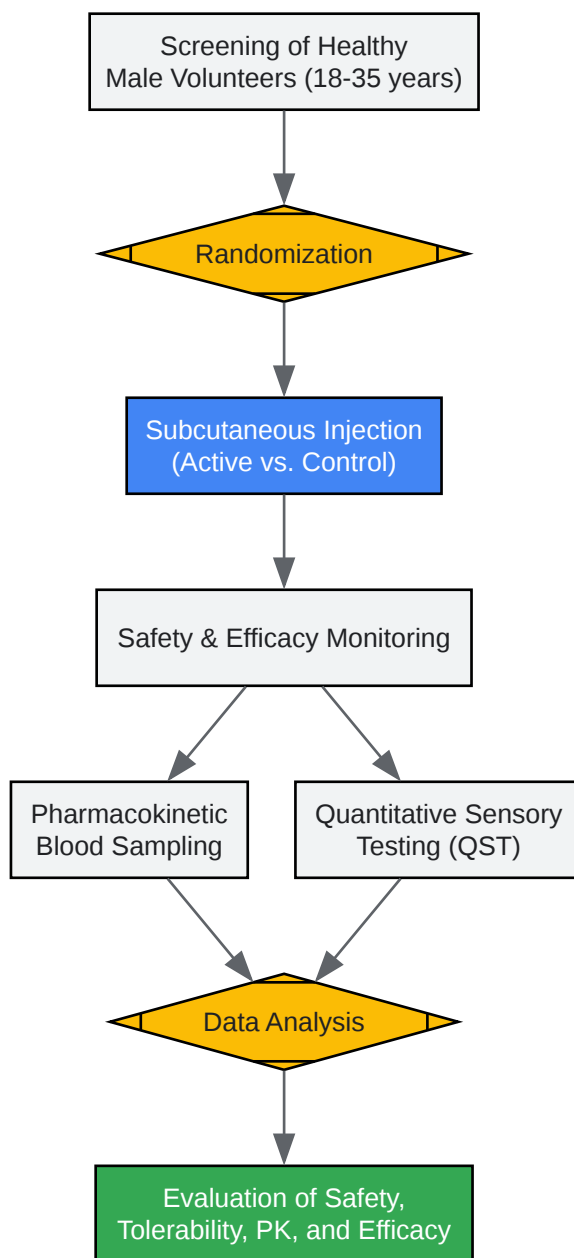 Screening of Healthy
Male Volunteers (18-35 years)
Randomization
Subcutaneous Injection
(Active vs. Control)
Safety & Efficacy Monitoring
Pharmacokinetic
Blood Sampling
Quantitative Sensory
Testing (QST)
Data Analysis
Evaluation of Safety,
Tolerability, PK, and Efficacy